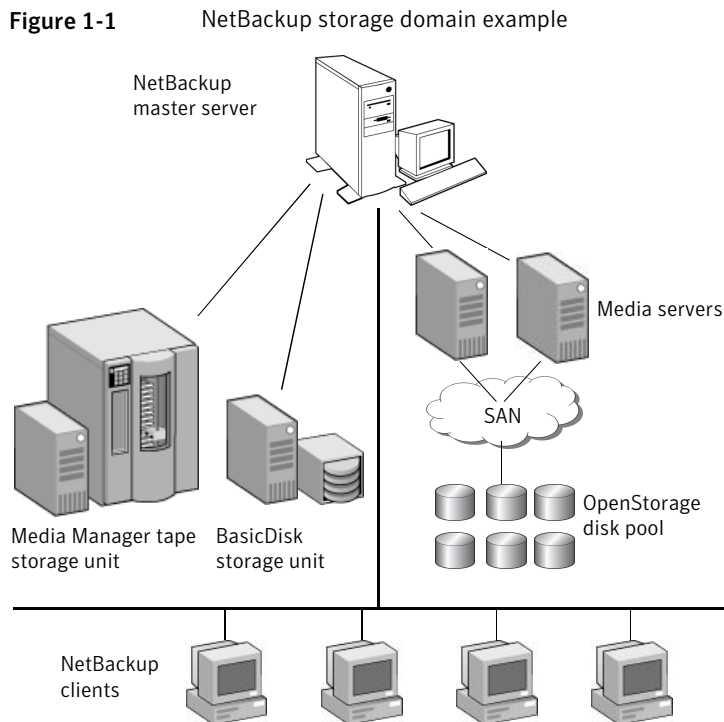 Figure 1-1 NetBackup storage domain example
NetBackup
master server
Media servers
SAN
OpenStorage
disk pool
Media Manager tape
storage unit
BasicDisk
storage unit
NetBackup
clients